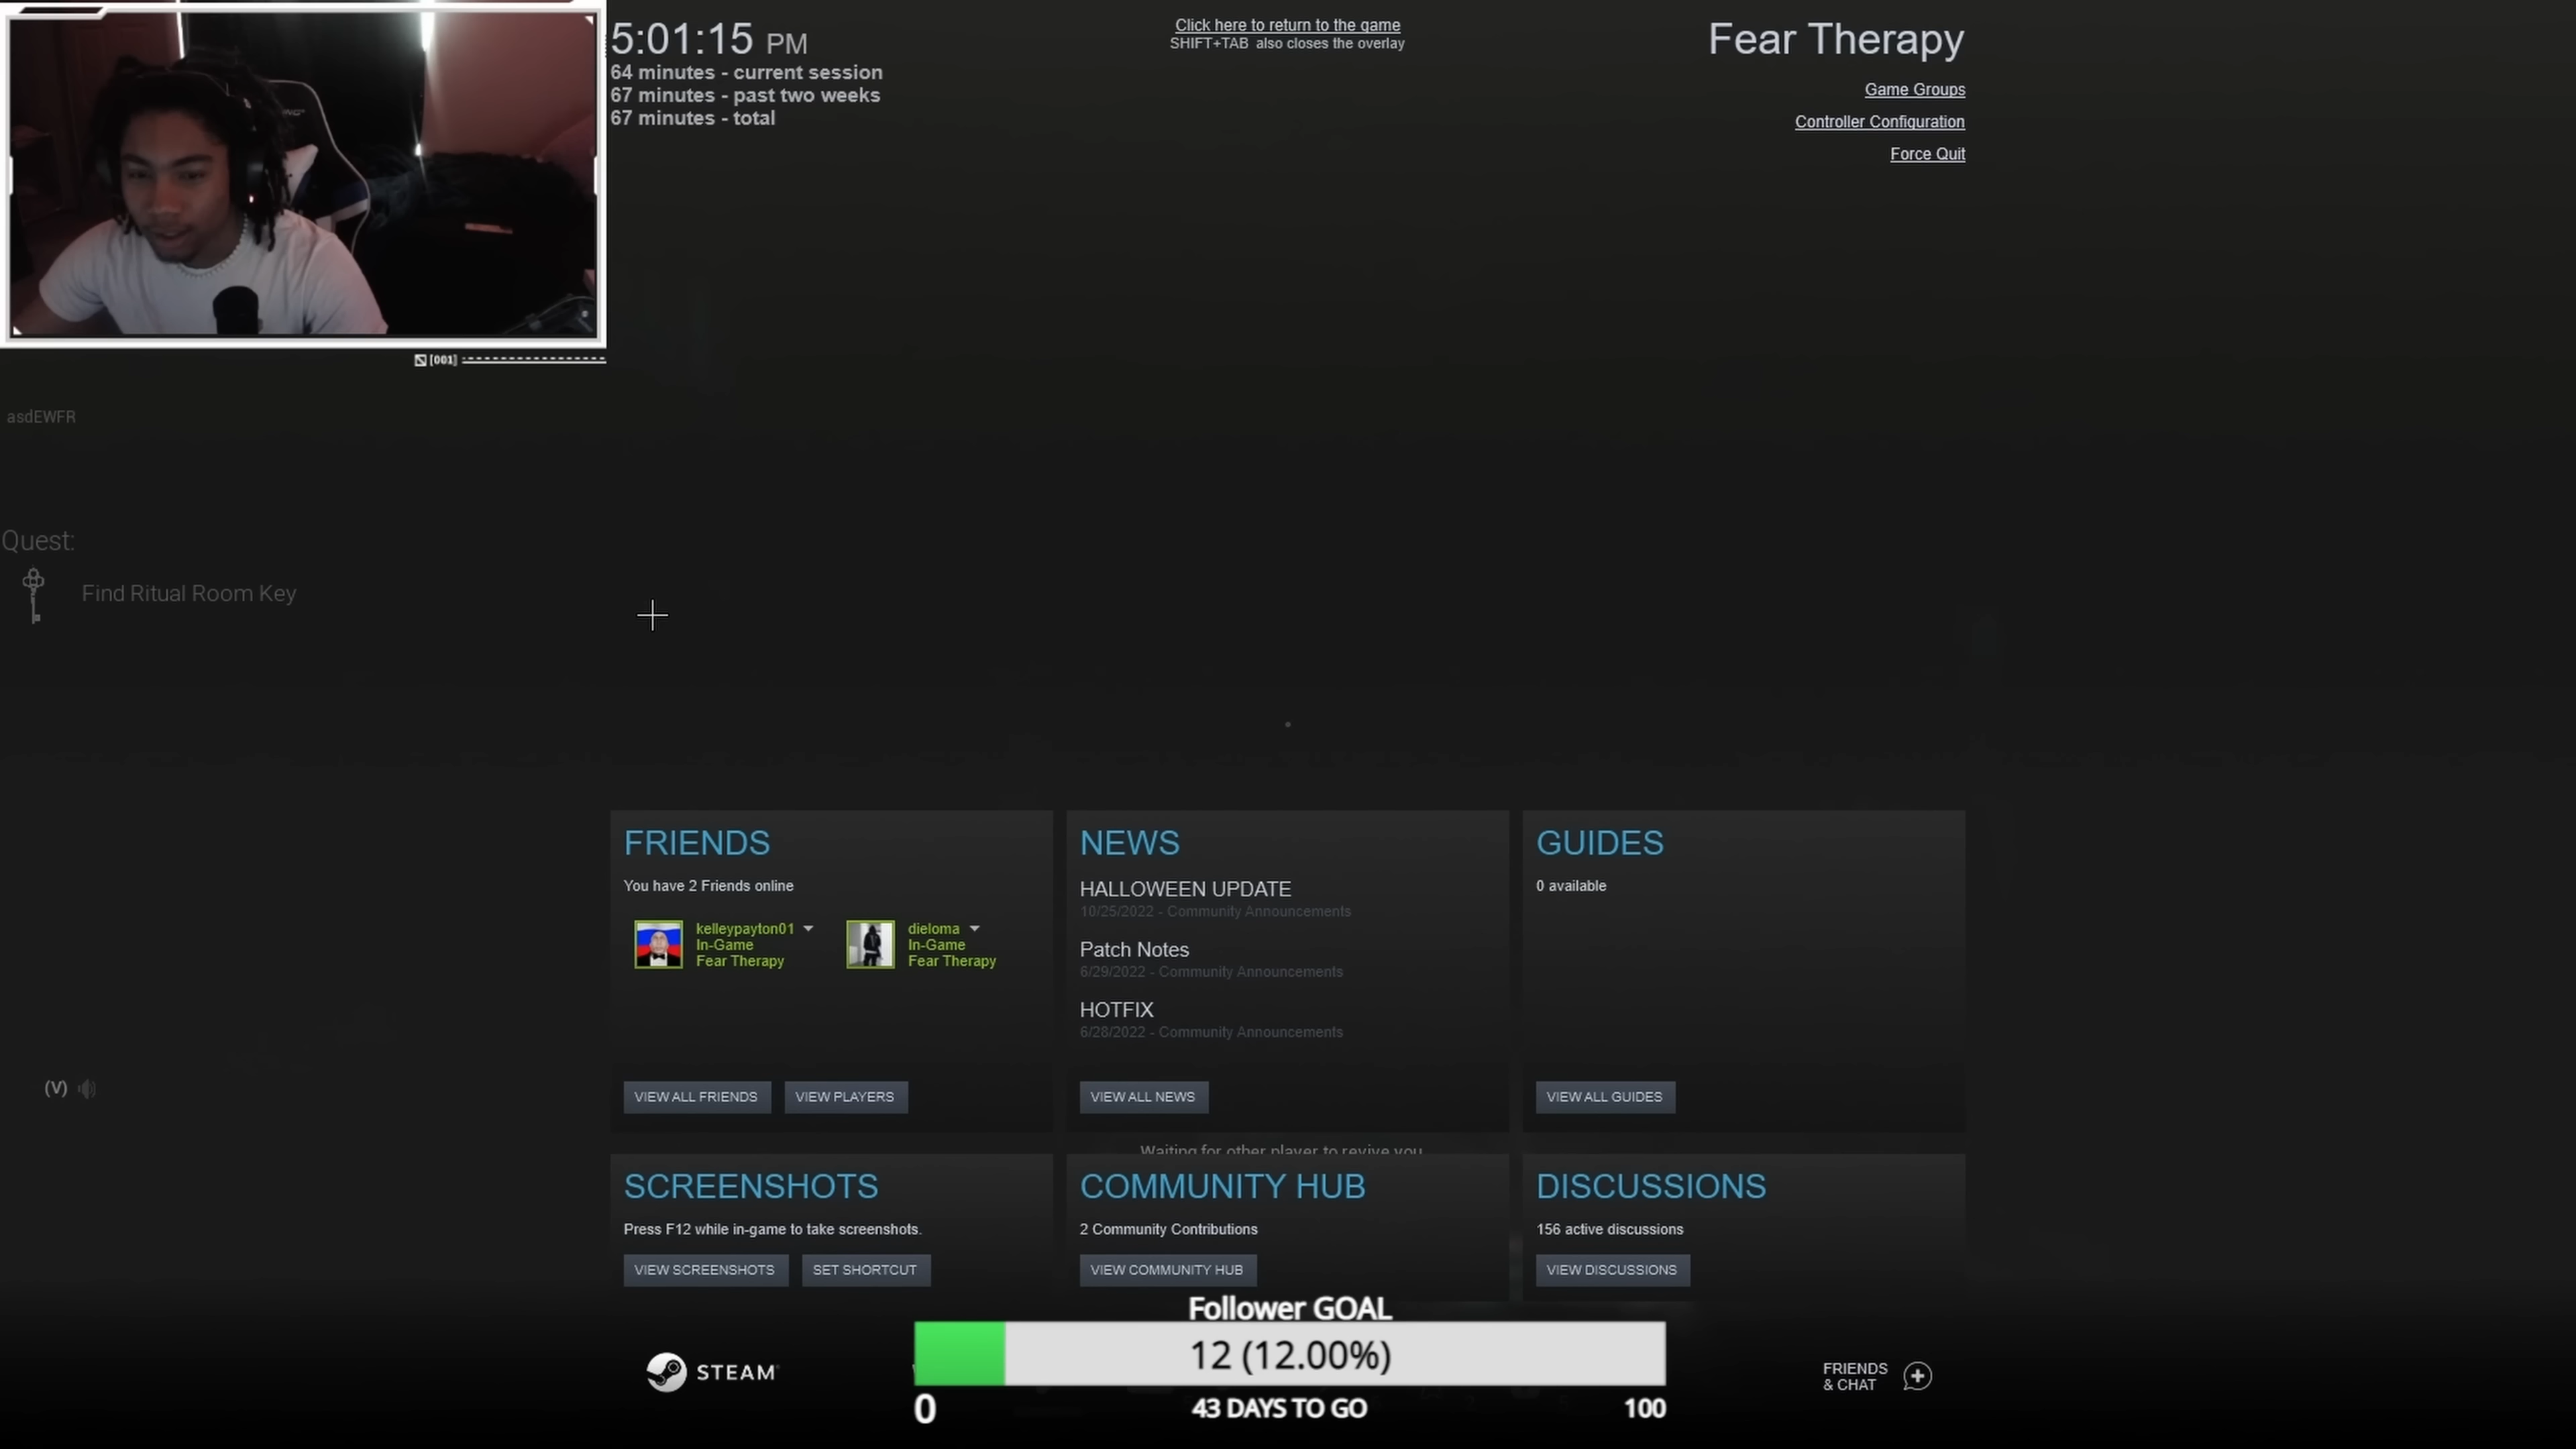 5:01:15 PM
64 minutes - current session
67 minutes - past two weeks
67 minutes - total
Click here to return to the game
SHIFT+TAB also closes the overlay
Fear Therapy
Game Groups
Controller Configuration
Force Quit
[001]
asdEWFR
Quest:
Find Ritual Room Key
FRIENDS
You have 2 Friends online
kelleypayton01
In-Game
Fear Therapy
dieloma
In-Game
Fear Therapy
VIEW ALL FRIENDS
VIEW PLAYERS
NEWS
HALLOWEEN UPDATE
10/25/2022 - Community Announcements
Patch Notes
6/29/2022 - Community Announcements
HOTFIX
6/28/2022 - Community Announcements
VIEW ALL NEWS
GUIDES
0 available
VIEW ALL GUIDES
(V)
Waiting for other player to revive you
SCREENSHOTS
Press F12 while in-game to take screenshots.
VIEW SCREENSHOTS
SET SHORTCUT
COMMUNITY HUB
2 Community Contributions
VIEW COMMUNITY HUB
DISCUSSIONS
156 active discussions
VIEW DISCUSSIONS
Follower GOAL
12 (12.00%)
0
43 DAYS TO GO
100
STEAM
FRIENDS
& CHAT